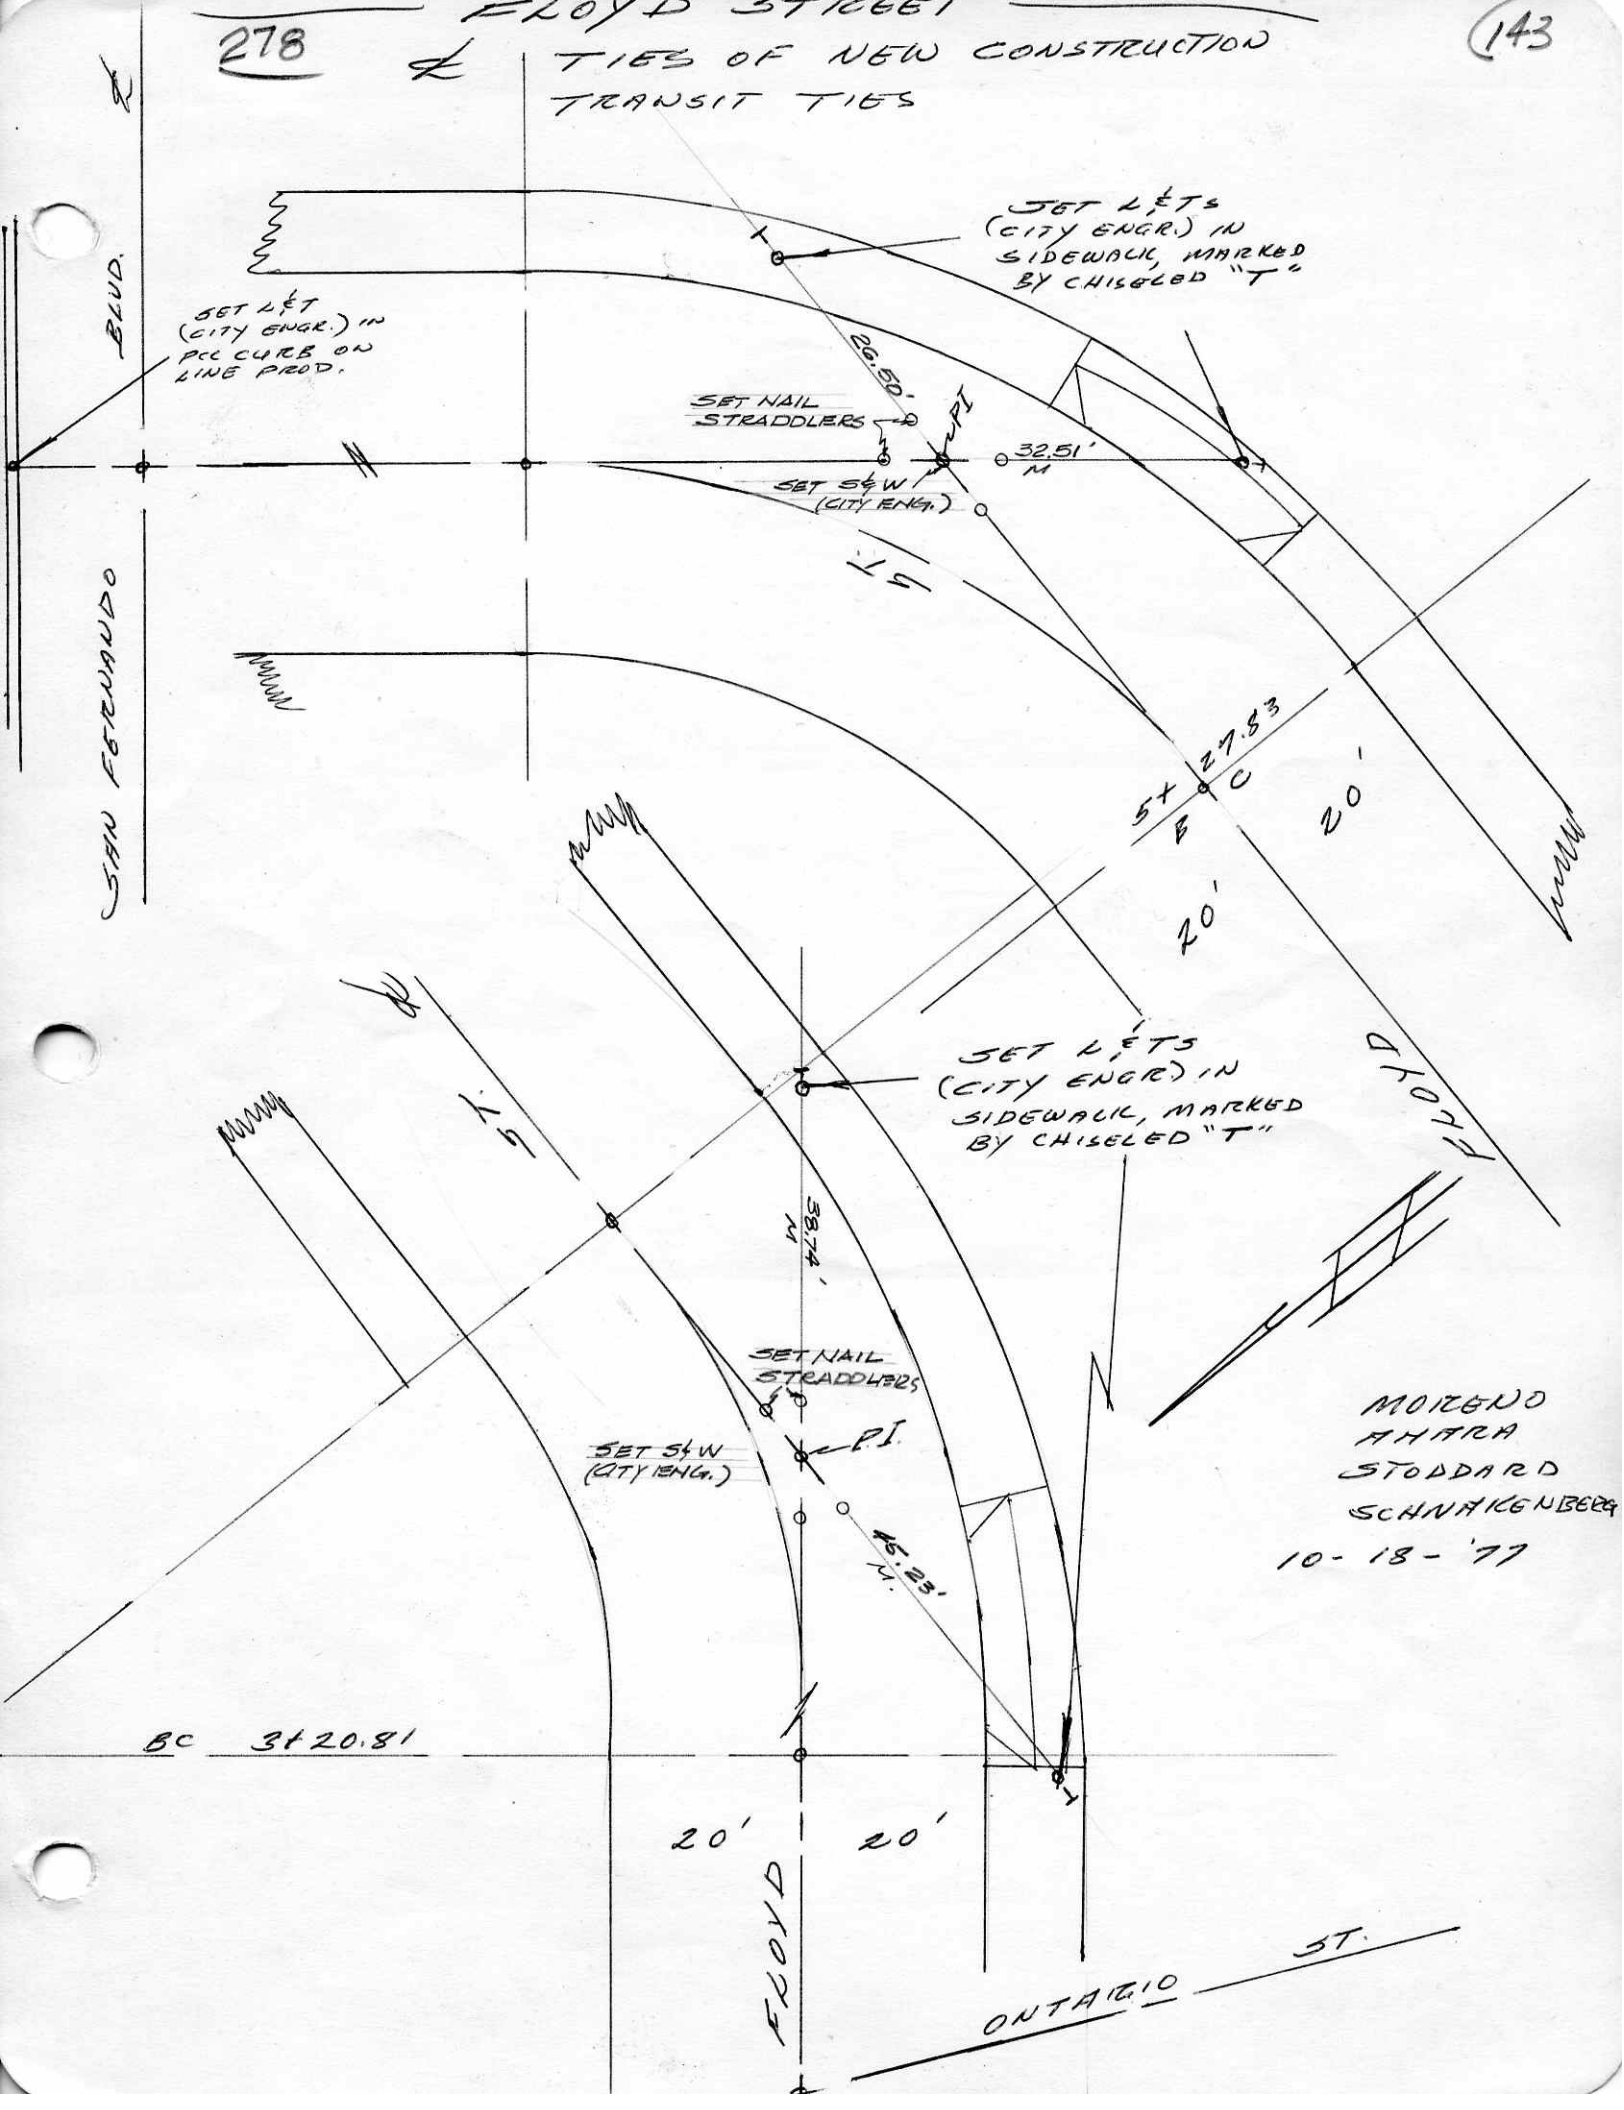 FLOYD STREET
278
143
℄ TIES OF NEW CONSTRUCTION
TRANSIT TIES
℄
BLVD.
SAN FERNANDO
SET L&TS
(CITY ENGR.) IN
SIDEWALK, MARKED
BY CHISELED "T"
SET L&T
(CITY ENGR.) IN
PCC CURB ON
LINE PROD.
26.50'
SET NAIL
STRADDLERS
PI
32.51'
M
SET S&W
(CITY ENG.)
ST.
5+ 27.83
B C
20'
20'
FLOYD
℄
ST.
SET L&TS
(CITY ENGR) IN
SIDEWALK, MARKED
BY CHISELED "T"
38.74'
M
SET NAIL
STRADDLERS
P.I.
SET S&W
(CITY ENG.)
45.23'
M.
MORENO
AHARA
STODDARD
SCHNAKENBERG
10-18-'77
BC 3+20.81
20' 20'
FLOYD
ONTARIO ST.